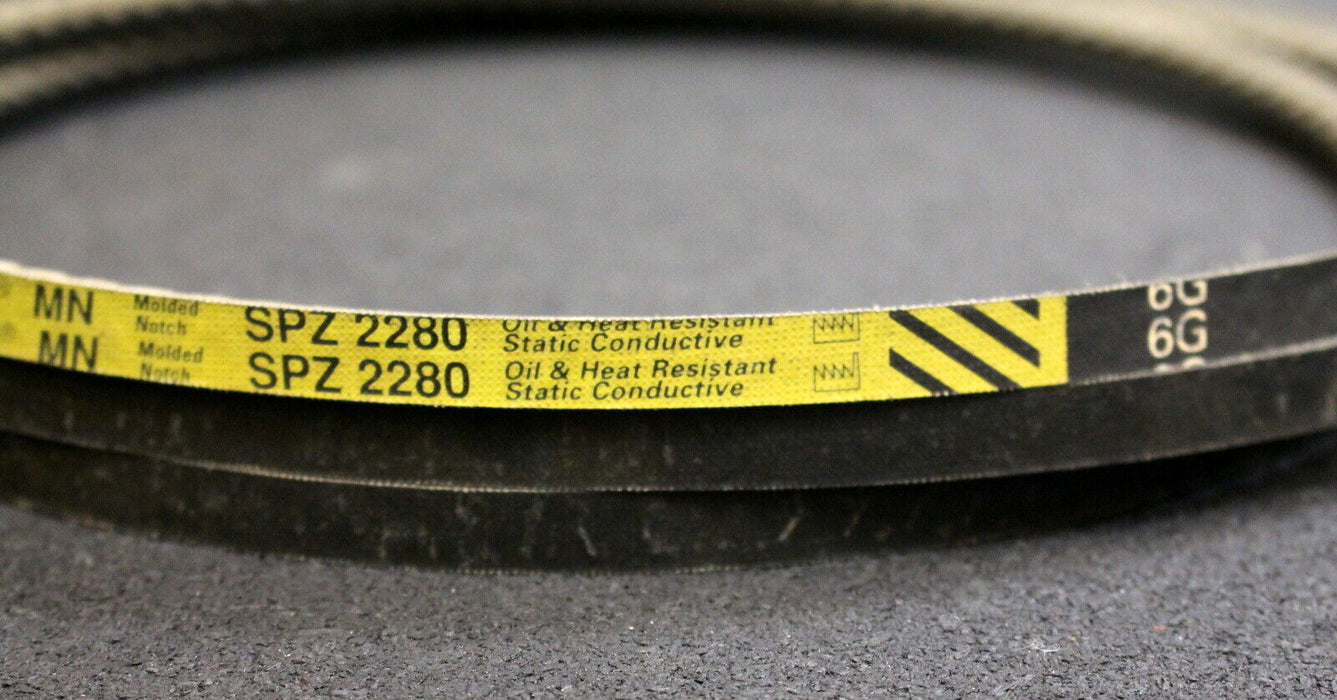 MN Molded Notch SPZ 2280 Oil & Heat Resistant Static Conductive 6G
MN Molded Notch SPZ 2280 Oil & Heat Resistant Static Conductive 6G